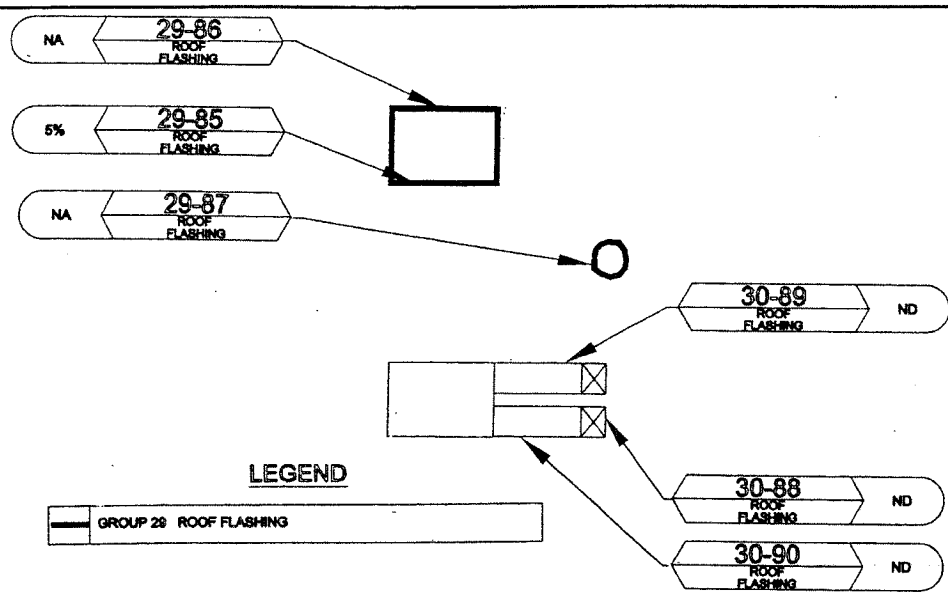 NA
29-86
ROOF
FLASHING
5%
29-85
ROOF
FLASHING
NA
29-87
ROOF
FLASHING
30-89
ROOF
FLASHING
ND
LEGEND
GROUP 29 ROOF FLASHING
30-88
ROOF
FLASHING
ND
30-90
ROOF
FLASHING
ND